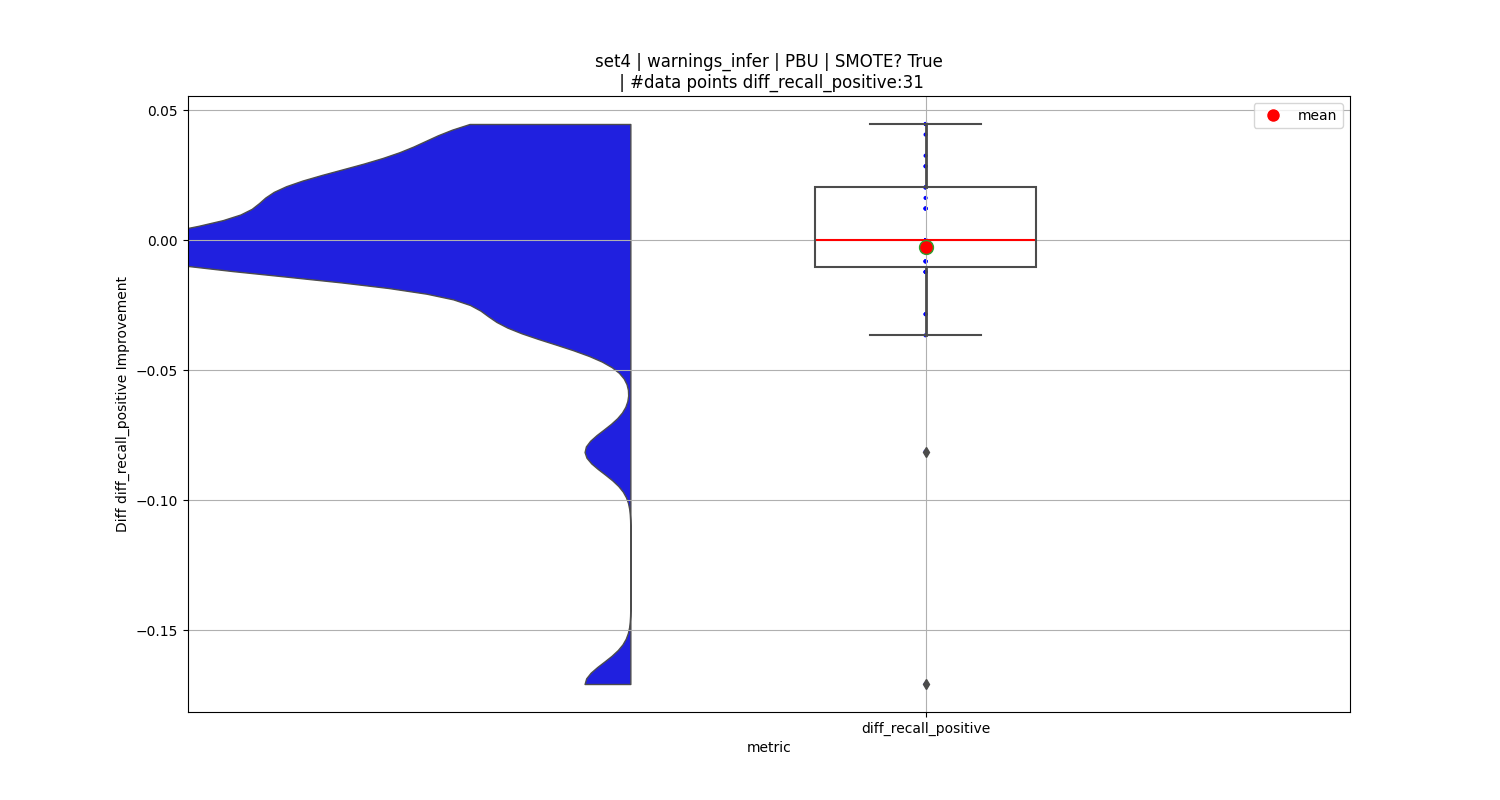 set4 | warnings_infer | PBU | SMOTE? True
| #data points diff_recall_positive:31
mean
0.05
0.00
−0.05
−0.10
−0.15
Diff diff_recall_positive Improvement
diff_recall_positive
metric